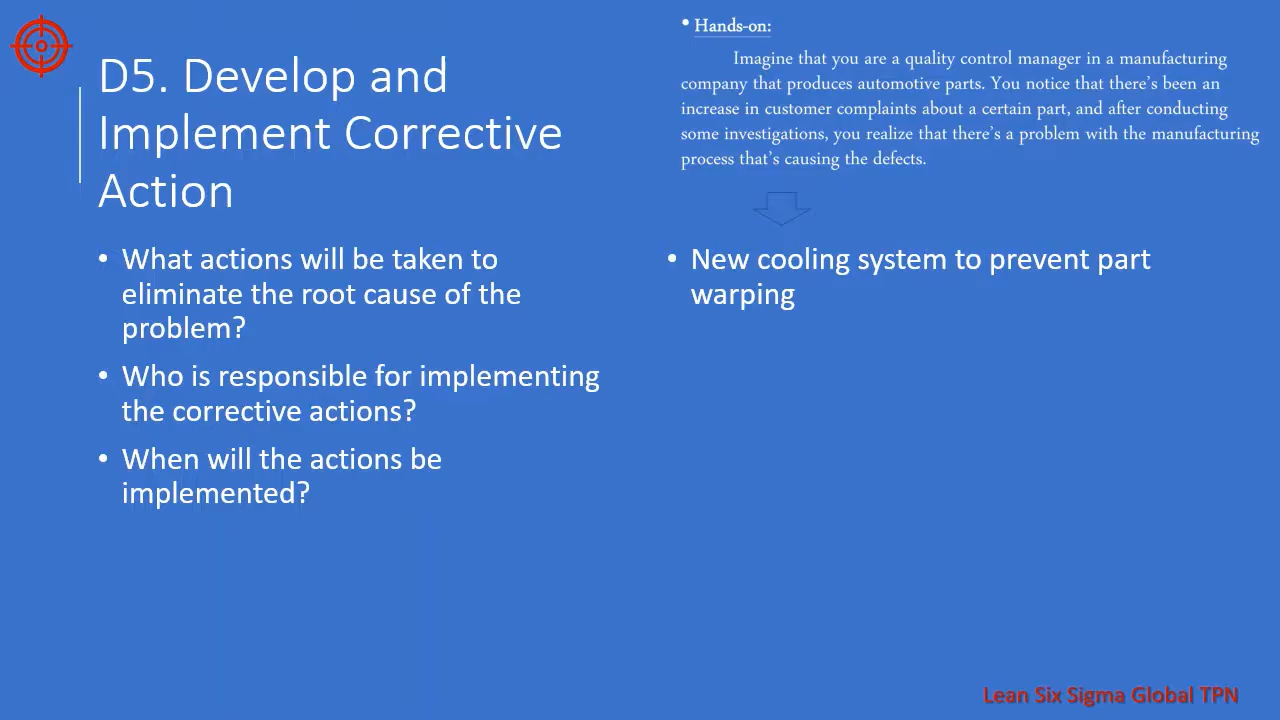 D5. Develop and
Implement Corrective
Action
• What actions will be taken to
eliminate the root cause of the
problem?
• Who is responsible for implementing
the corrective actions?
• When will the actions be
implemented?
• Hands-on:
Imagine that you are a quality control manager in a manufacturing
company that produces automotive parts. You notice that there's been an
increase in customer complaints about a certain part, and after conducting
some investigations, you realize that there's a problem with the manufacturing
process that's causing the defects.
• New cooling system to prevent part
warping
Lean Six Sigma Global TPN